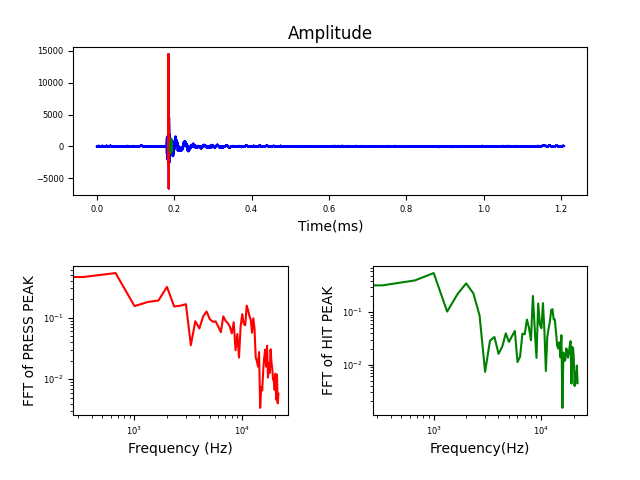 Amplitude
15000
10000
5000
0
−5000
0.0 0.2 0.4 0.6 0.8 1.0 1.2
Time(ms)
FFT of PRESS PEAK
10⁻¹
10⁻²
10³ 10⁴
Frequency (Hz)
FFT of HIT PEAK
10⁻¹
10⁻²
10³ 10⁴
Frequency(Hz)